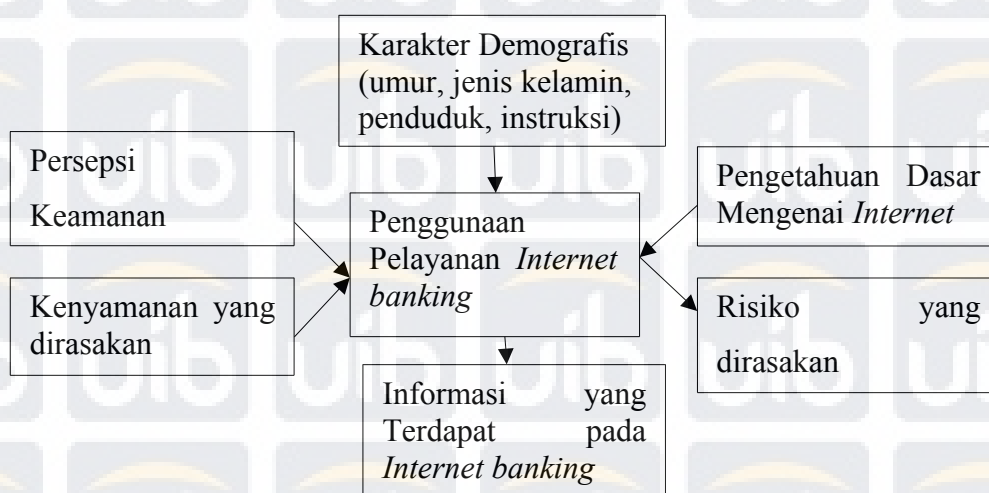 Karakter Demografis
(umur, jenis kelamin,
penduduk, instruksi)
Persepsi
Keamanan
Pengetahuan Dasar
Mengenai Internet
Penggunaan
Pelayanan Internet
banking
Kenyamanan yang
dirasakan
Risiko yang
dirasakan
Informasi yang
Terdapat pada
Internet banking
uib